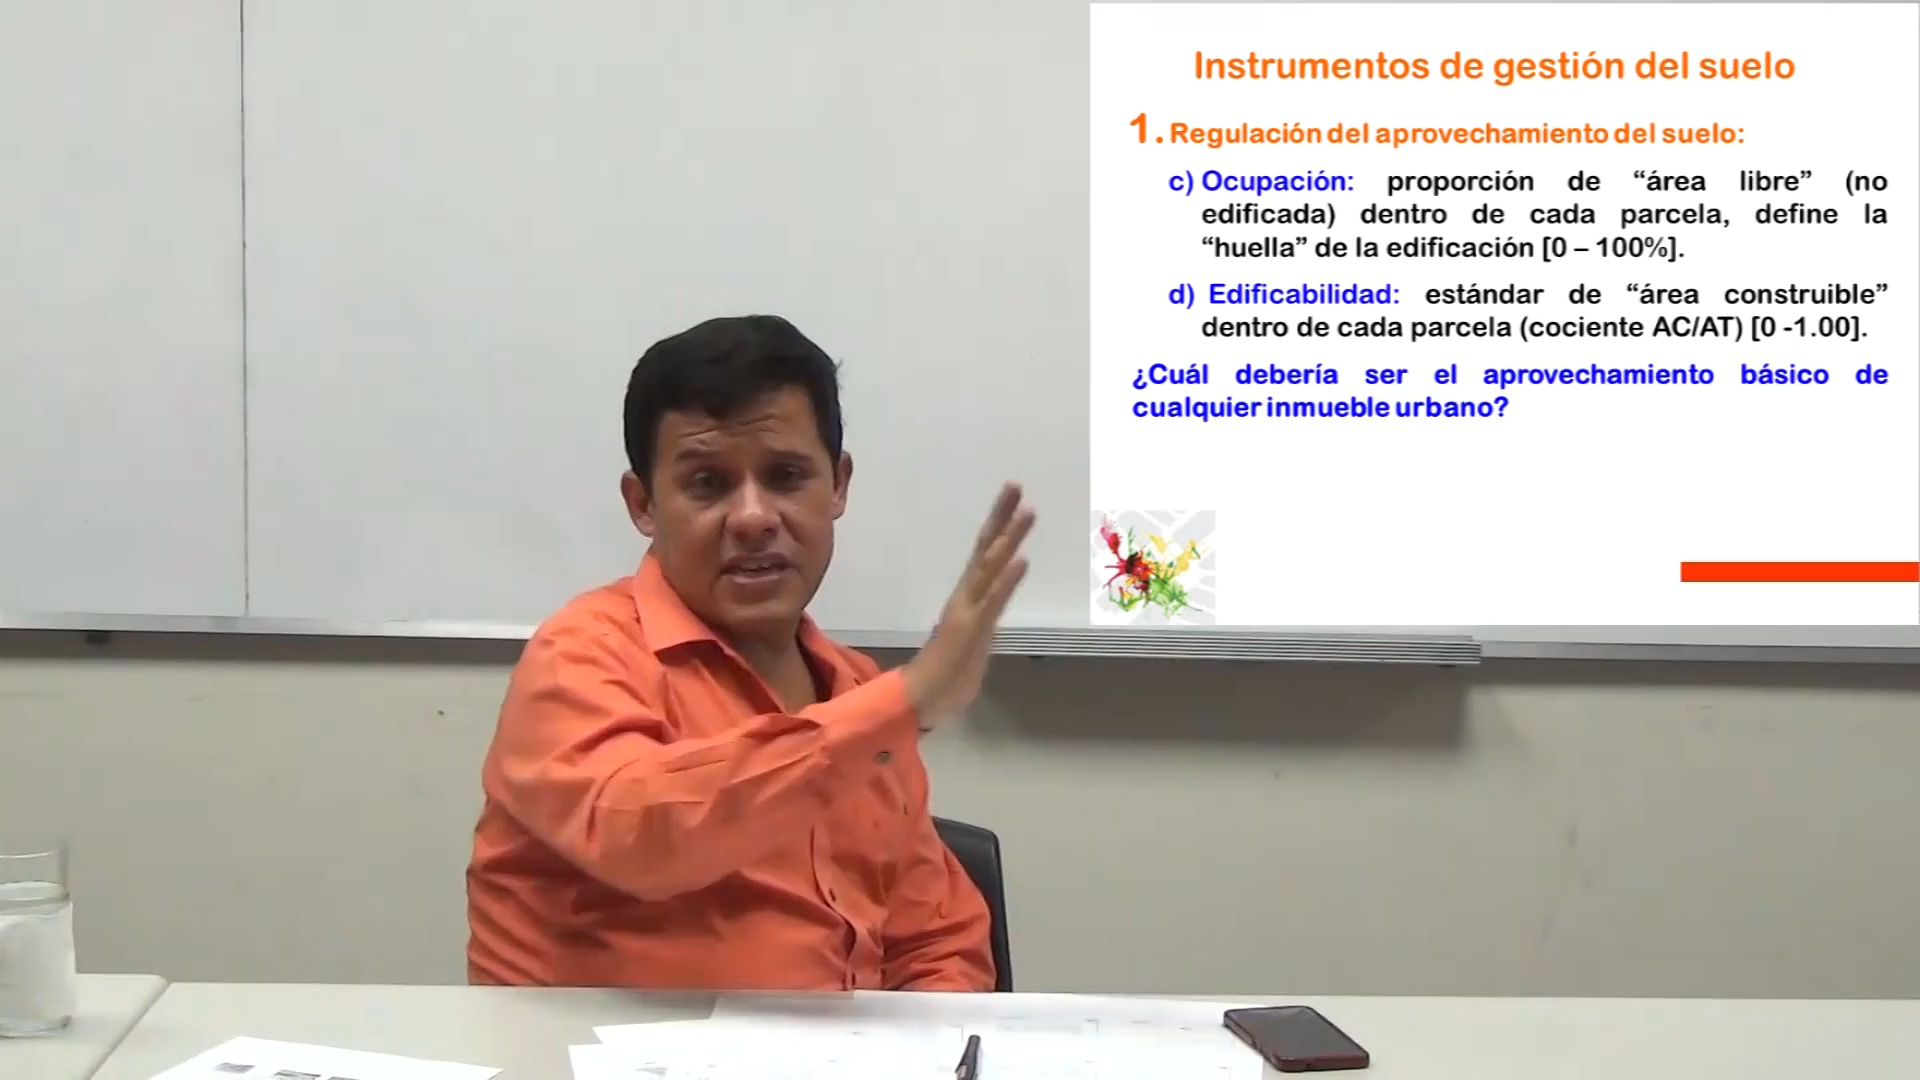 Instrumentos de gestión del suelo
1. Regulación del aprovechamiento del suelo:
c) Ocupación: proporción de “área libre” (no
edificada) dentro de cada parcela, define la
“huella” de la edificación [0 – 100%].
d) Edificabilidad: estándar de “área construible”
dentro de cada parcela (cociente AC/AT) [0 -1.00].
¿Cuál debería ser el aprovechamiento básico de
cualquier inmueble urbano?